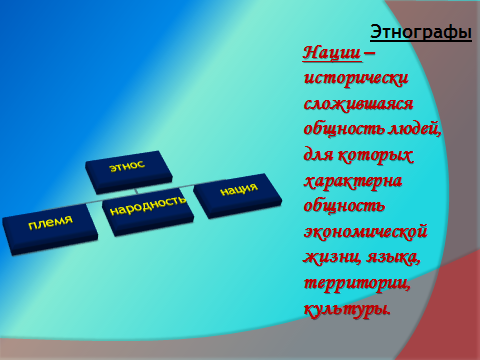 Этнографы
Нации –
исторически
сложившаяся
общность людей,
для которых
характерна
общность
экономической
жизни, языка,
территории,
культуры.
этнос
племя
народность
нация